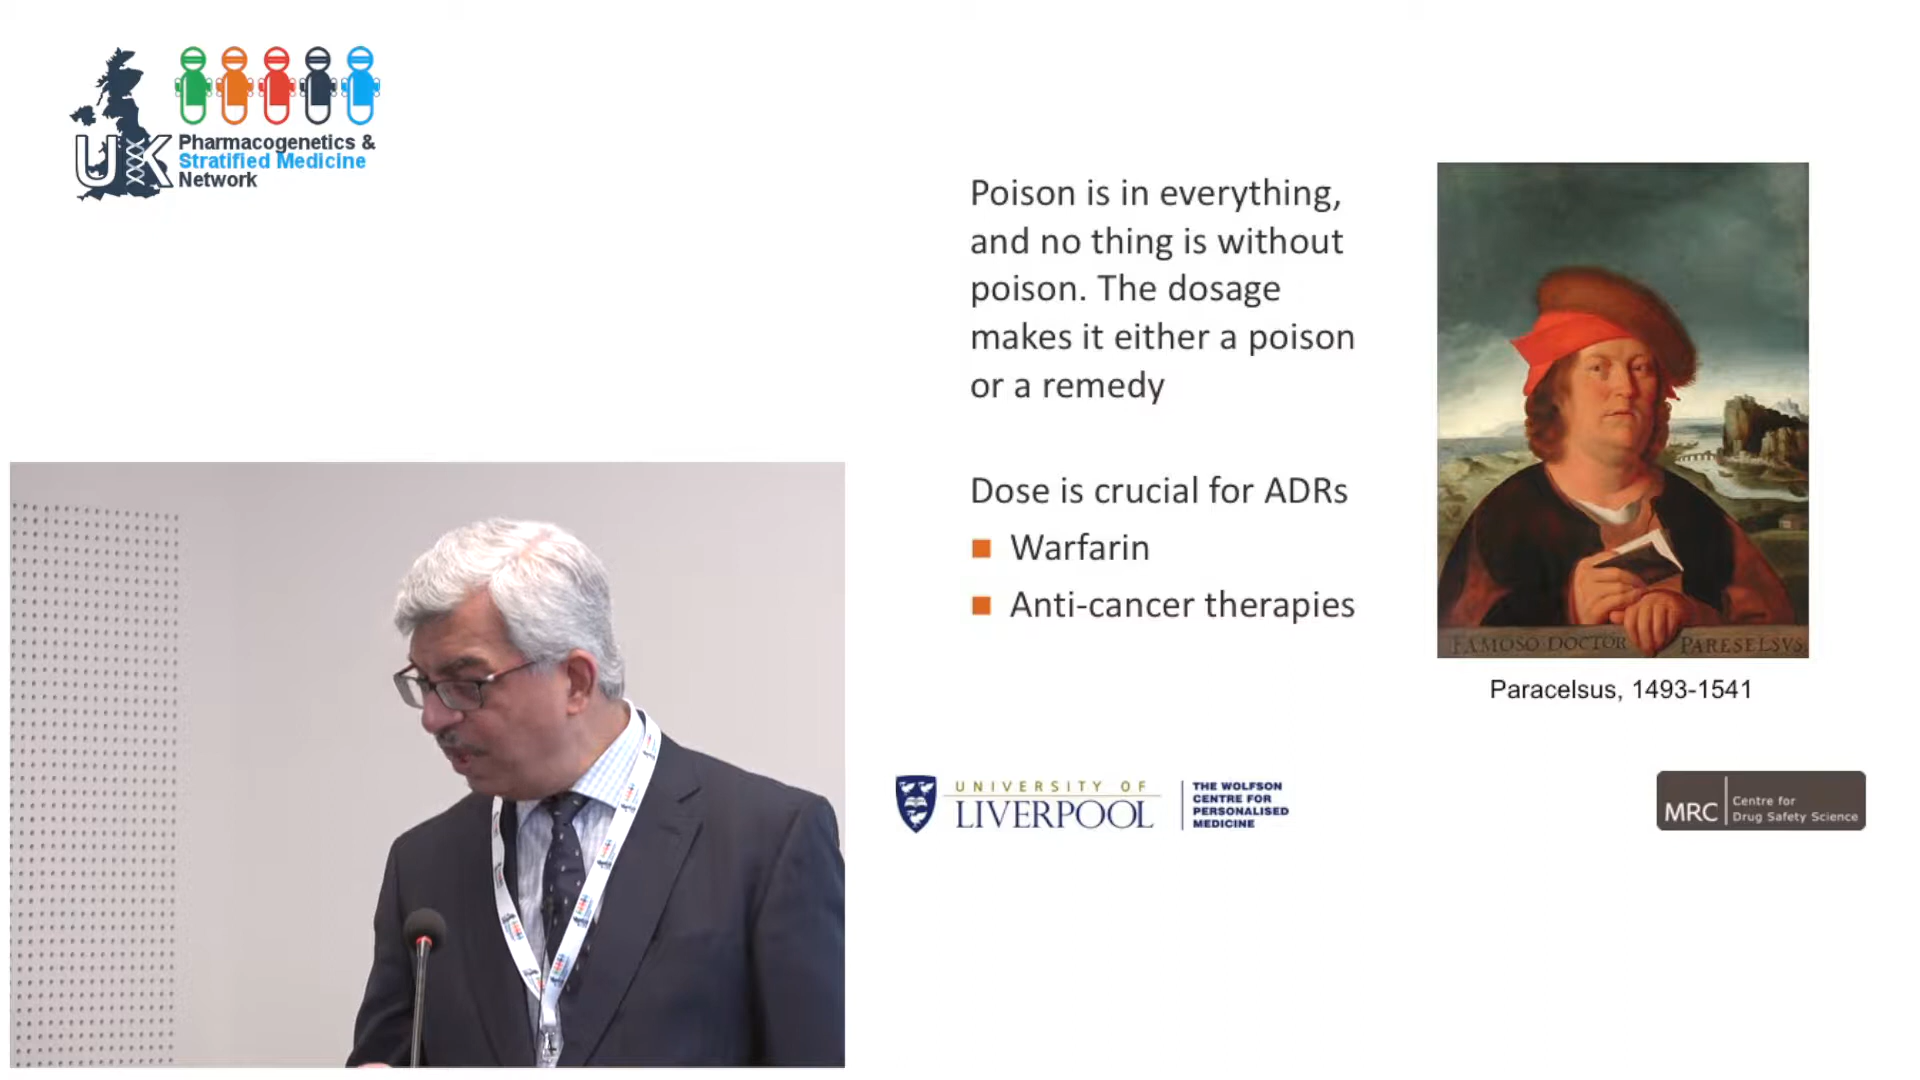 UK
Pharmacogenetics &
Stratified Medicine
Network
Poison is in everything,
and no thing is without
poison. The dosage
makes it either a poison
or a remedy
Dose is crucial for ADRs
Warfarin
Anti-cancer therapies
FAMOSO DOCTOR PARESELSVS
Paracelsus, 1493-1541
UNIVERSITY OF
LIVERPOOL
THE WOLFSON
CENTRE FOR
PERSONALISED
MEDICINE
MRC
Centre for
Drug Safety Science